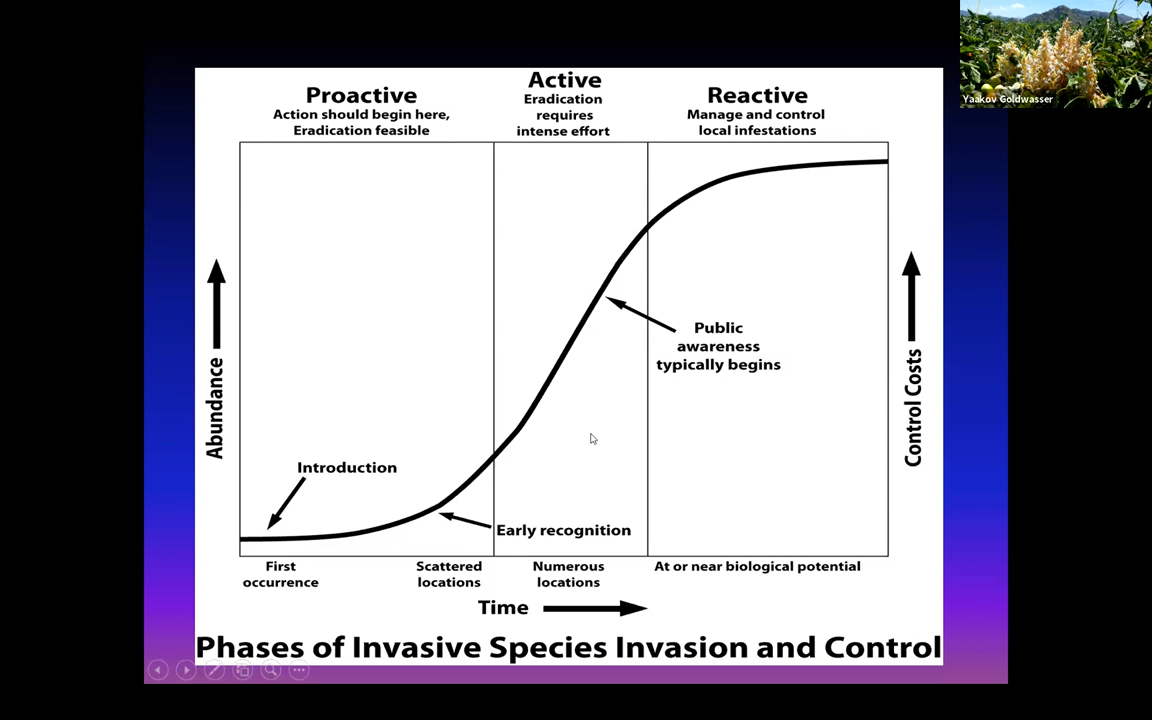 Yaakov Goldwasser
Proactive
Action should begin here,
Eradication feasible
Active
Eradication
requires
intense effort
Reactive
Manage and control
local infestations
Abundance
Control Costs
Public
awareness
typically begins
Introduction
Early recognition
First
occurrence
Scattered
locations
Numerous
locations
At or near biological potential
Time
Phases of Invasive Species Invasion and Control